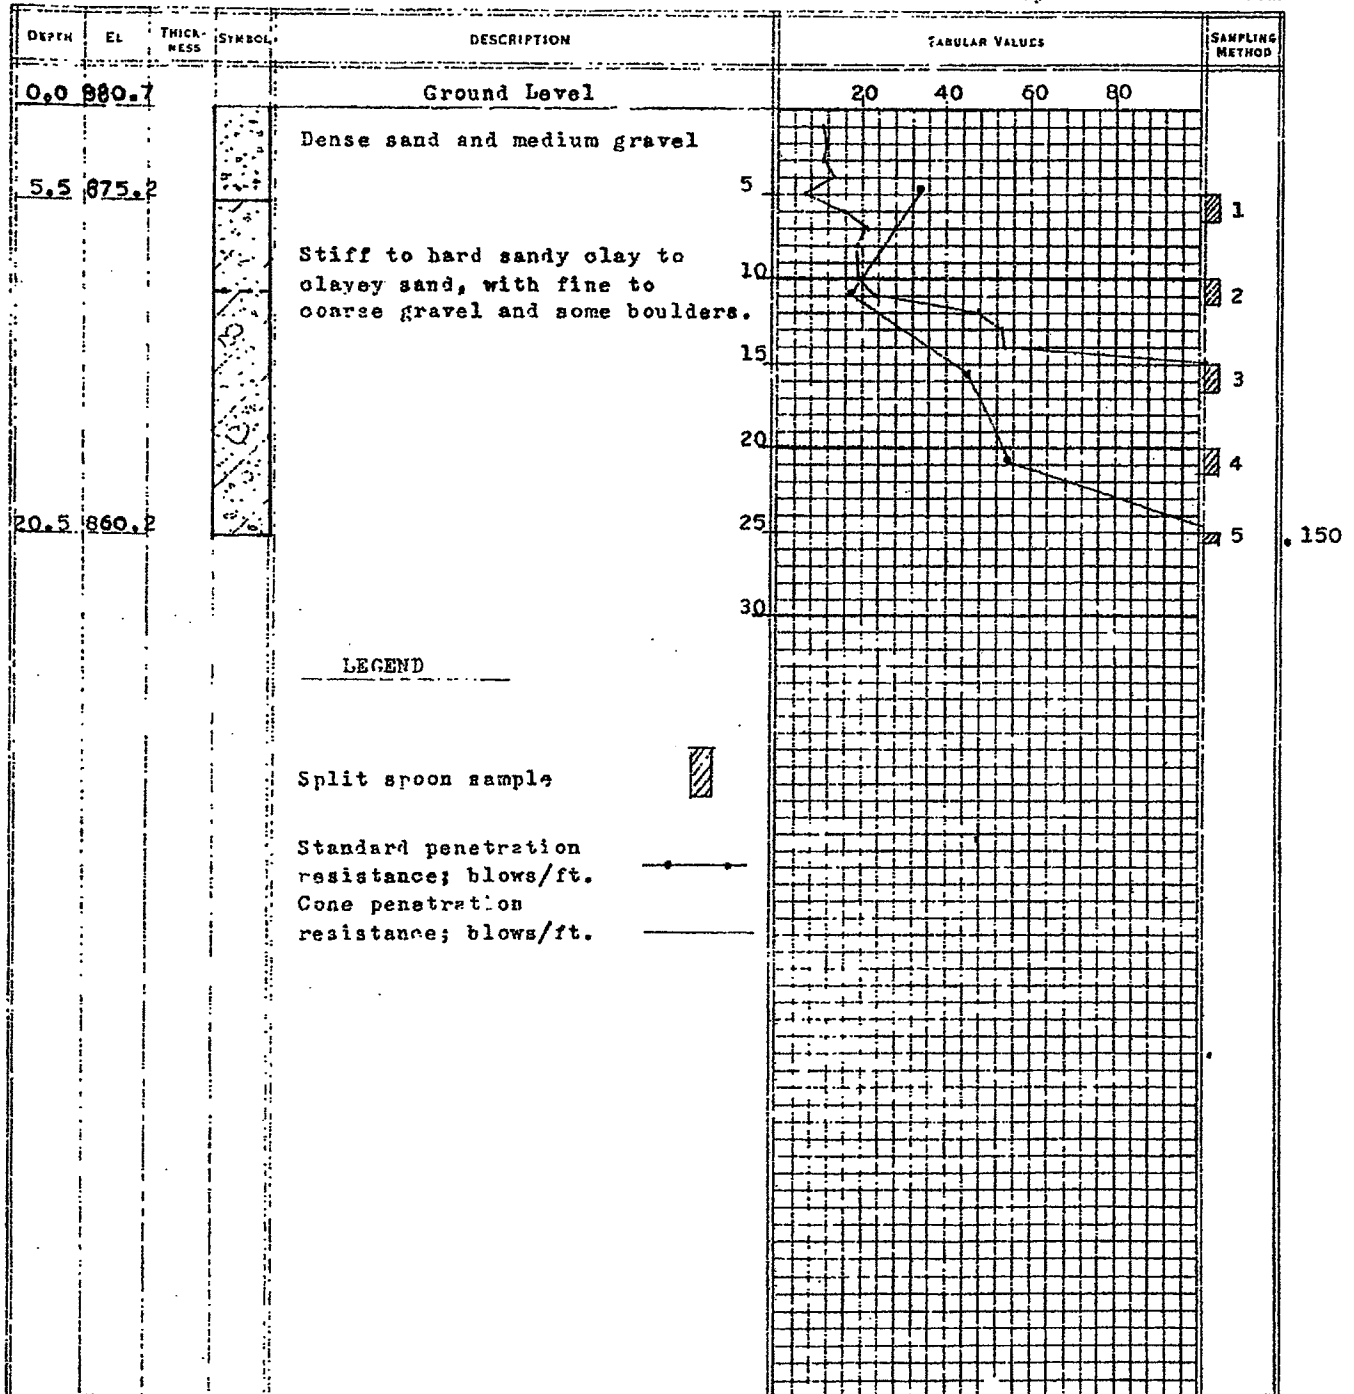 DEPTH EL THICK-NESS SYMBOL DESCRIPTION TABULAR VALUES SAMPLING METHOD
0.0 880.7 Ground Level 20 40 60 80
Dense sand and medium gravel
5.5 875.2 5
1
Stiff to hard sandy clay to
clayey sand, with fine to
coarse gravel and some boulders.
10
2
15
3
20
4
20.5 860.2 25 5 150
30
LEGEND
Split spoon sample
Standard penetration
resistance; blows/ft.
Cone penetration
resistance; blows/ft.